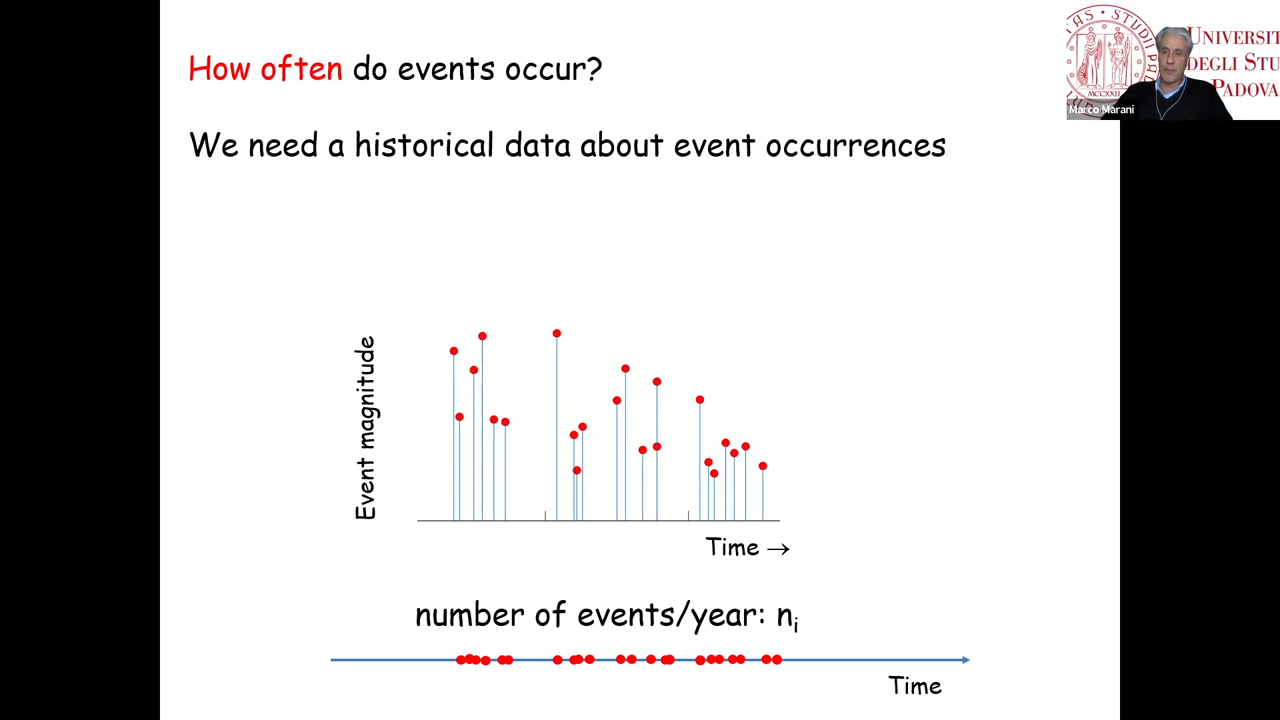 How often do events occur?
We need a historical data about event occurrences
UNIVERSIT
DEGLI STU
PADOVA
Marco Marani
Event magnitude
Time →
number of events/year: nᵢ
Time